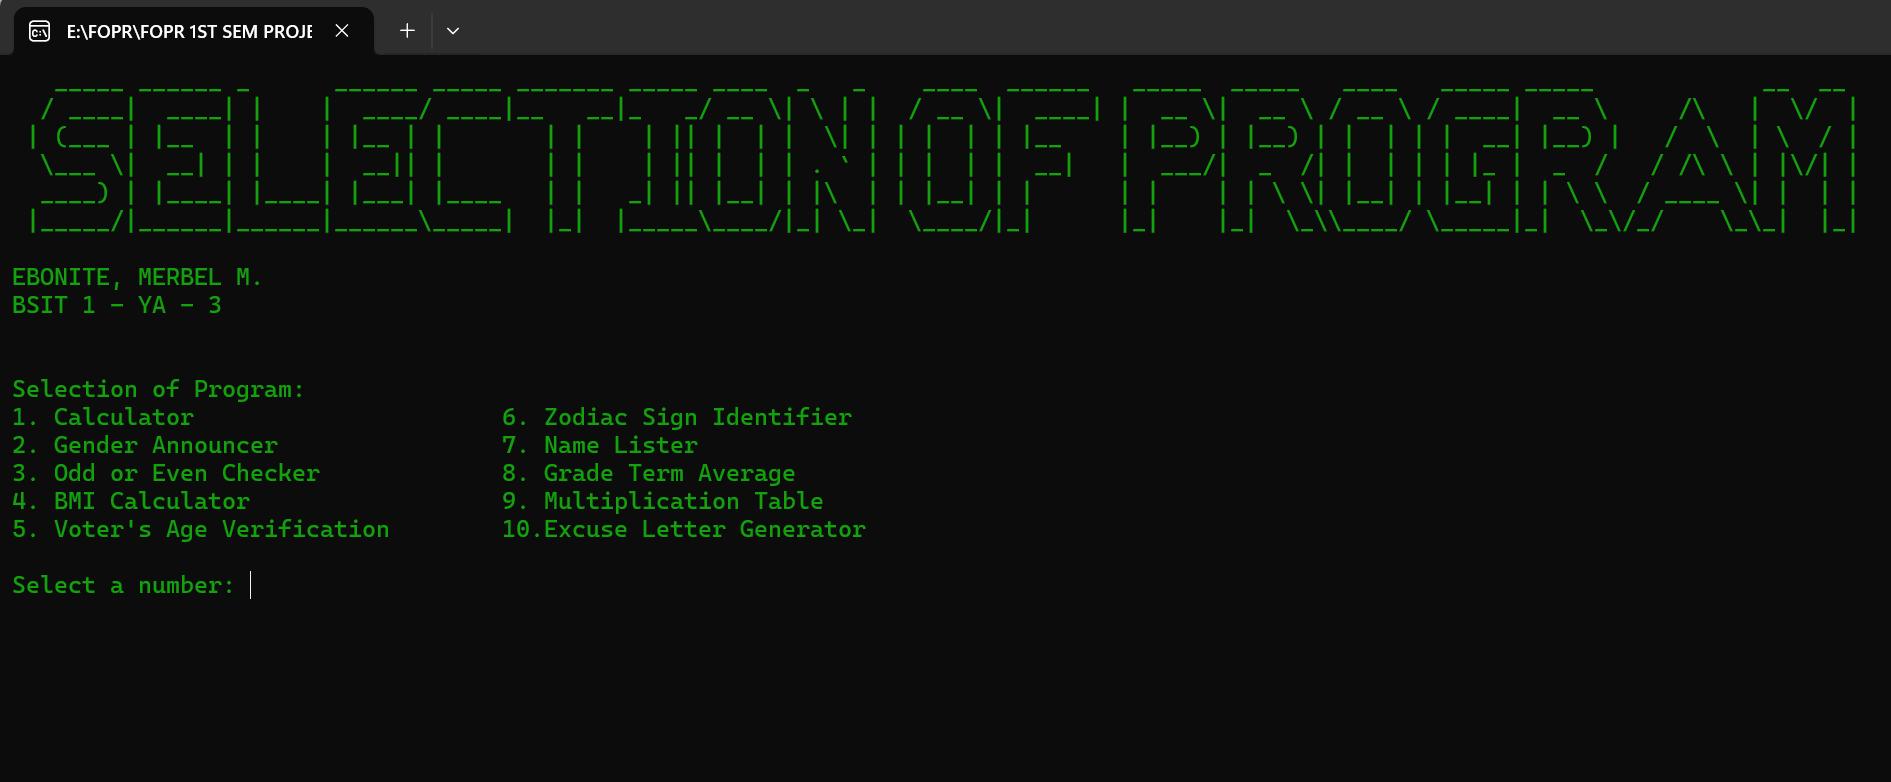 E:\FOPR\FOPR 1ST SEM PROJE
SELECTION OF PROGRAM
EBONITE, MERBEL M.
BSIT 1 - YA - 3
Selection of Program:
1. Calculator
2. Gender Announcer
3. Odd or Even Checker
4. BMI Calculator
5. Voter's Age Verification
6. Zodiac Sign Identifier
7. Name Lister
8. Grade Term Average
9. Multiplication Table
10.Excuse Letter Generator
Select a number: